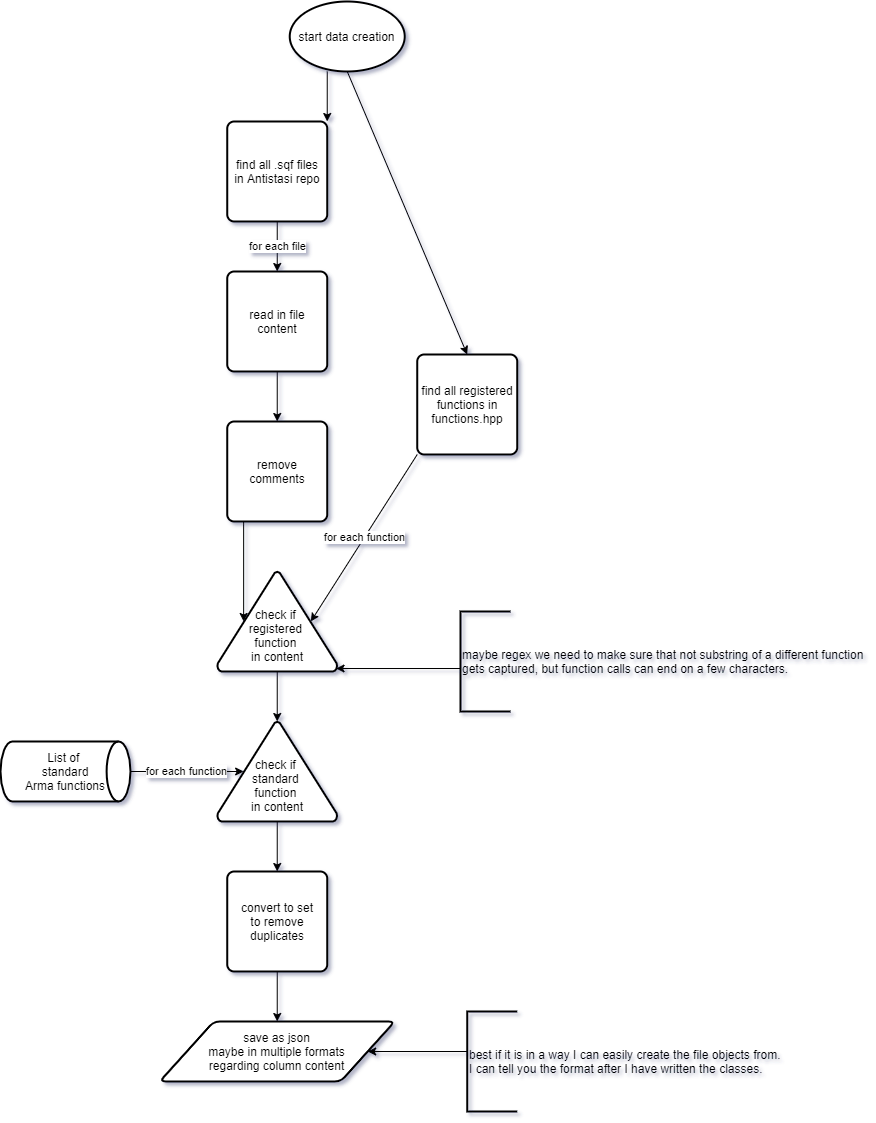 start data creation
find all .sqf files
in Antistasi repo
for each file
read in file
content
find all registered
functions in
functions.hpp
remove
comments
for each function
check if
registered
function
in content
maybe regex we need to make sure that not substring of a different function
gets captured, but function calls can end on a few characters.
List of
standard
Arma functions
for each function
check if
standard
function
in content
convert to set
to remove
duplicates
save as json
maybe in multiple formats
regarding column content
best if it is in a way I can easily create the file objects from.
I can tell you the format after I have written the classes.